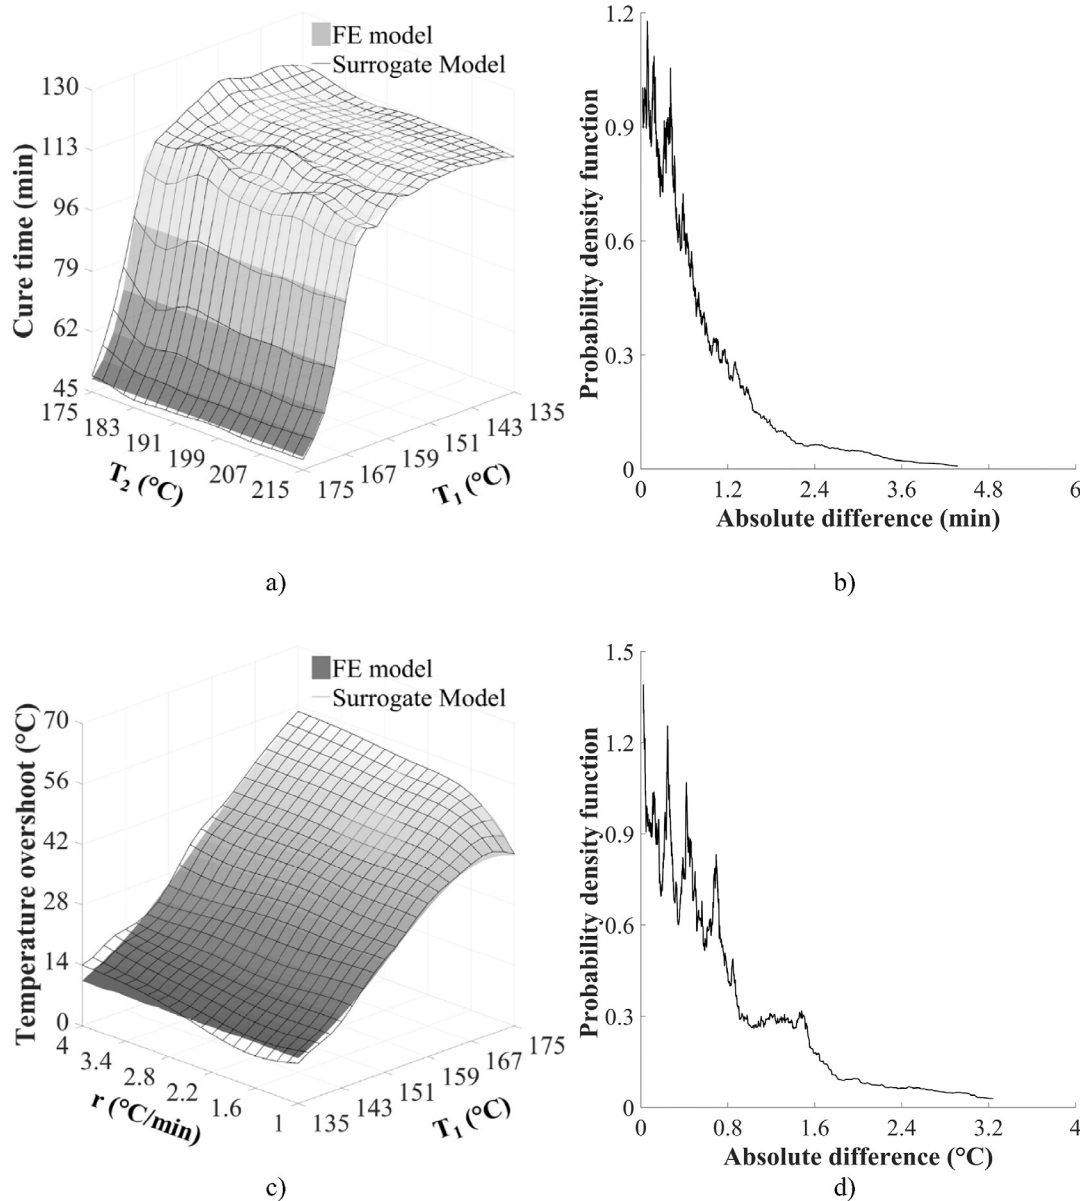 FE model
Surrogate Model
Cure time (min)
130
113
96
79
62
45
175
183
191
199
207
215
T₂ (°C)
175
167
159
151
143
135
T₁ (°C)
a)
Probability density function
1.2
0.9
0.6
0.3
0
0 1.2 2.4 3.6 4.8 6
Absolute difference (min)
b)
FE model
Surrogate Model
Temperature overshoot (°C)
70
56
42
28
14
0
4
3.4
2.8
2.2
1.6
1
r (°C/min)
135
143
151
159
167
175
T₁ (°C)
c)
Probability density function
1.5
1.2
0.9
0.6
0.3
0
0 0.8 1.6 2.4 3.2 4
Absolute difference (°C)
d)